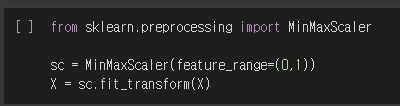 [ ] from sklearn.preprocessing import MinMaxScaler
sc = MinMaxScaler(feature_range=(0,1))
X = sc.fit_transform(X)